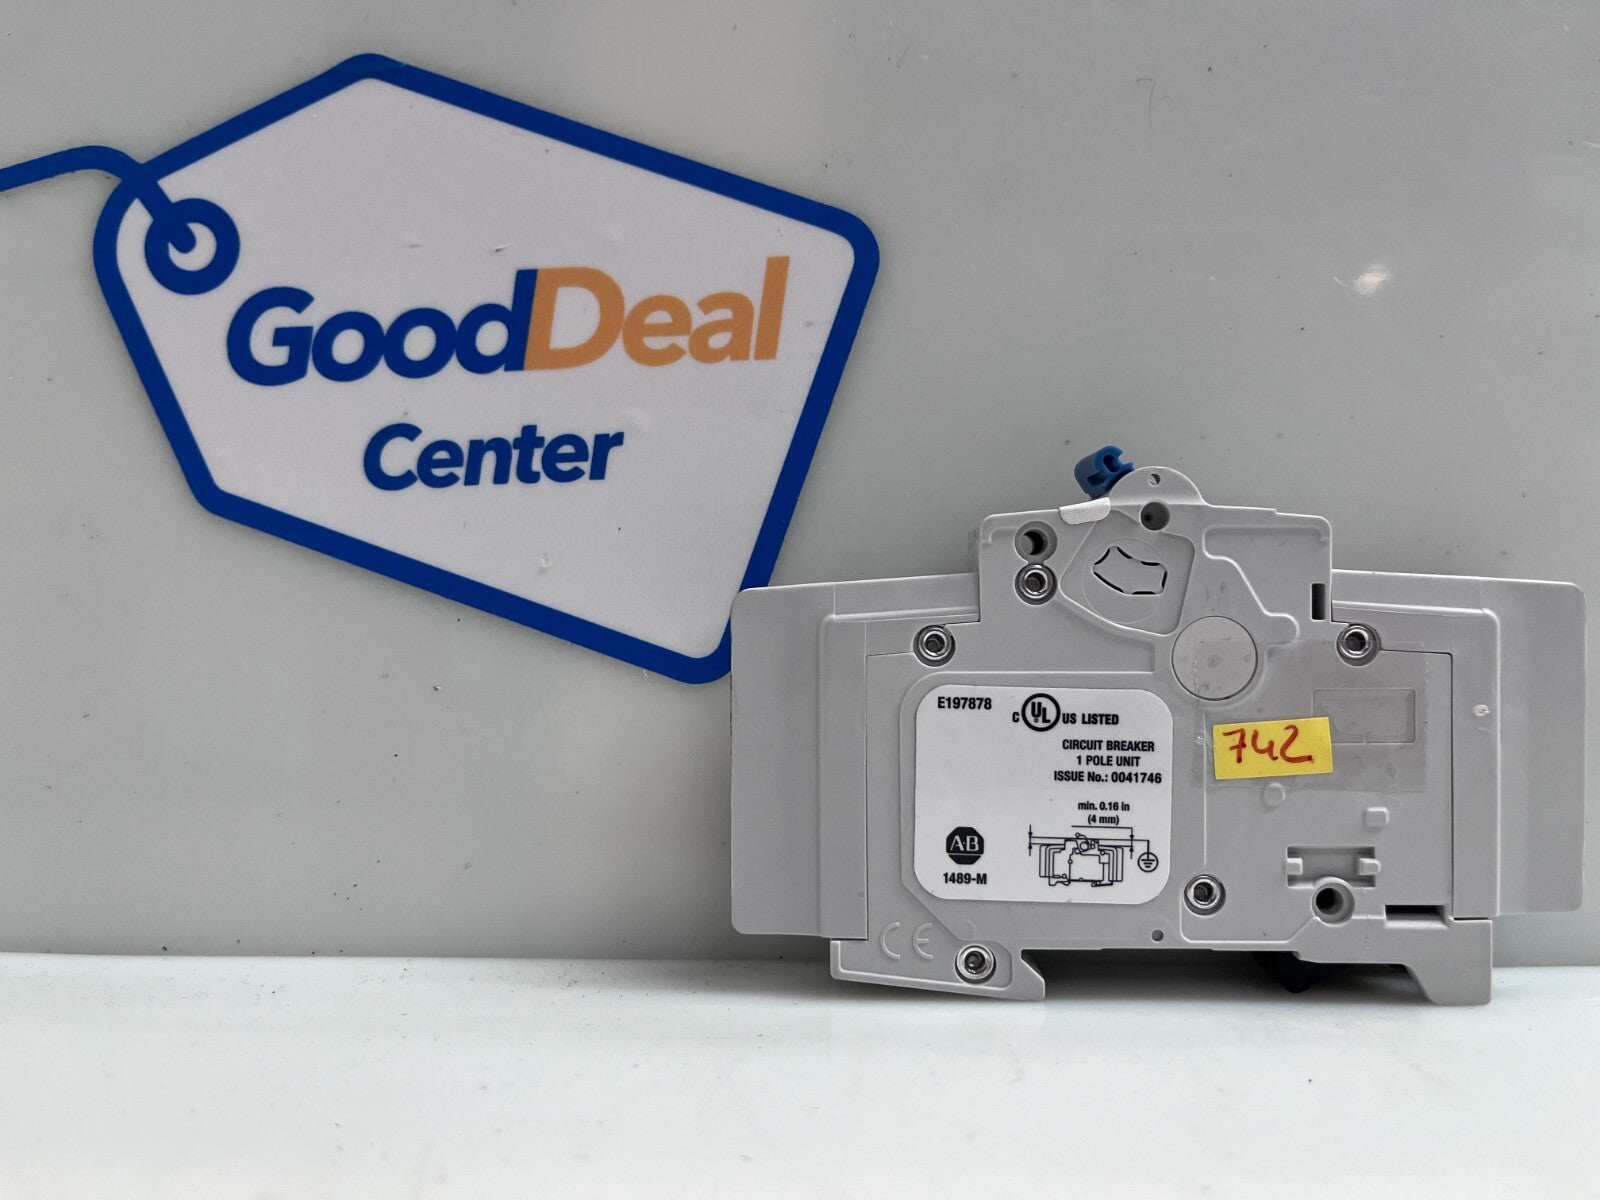 GoodDeal
Center
E197878
C UL US LISTED
CIRCUIT BREAKER
1 POLE UNIT
ISSUE No.: 0041746
min. 0.16 in
(4 mm)
AB
1489-M
742
CE